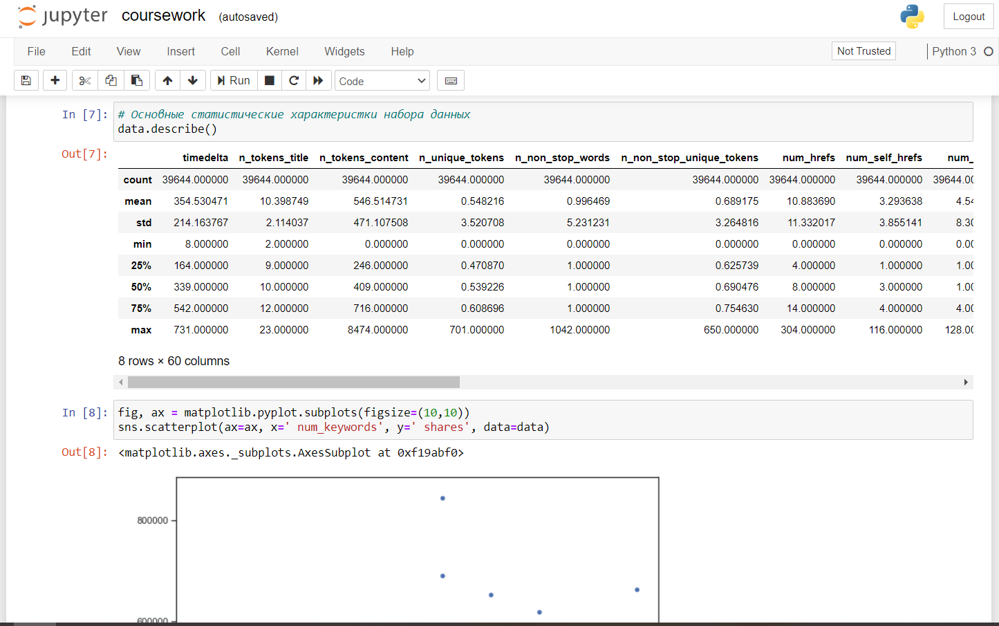 jupyter coursework (autosaved) Logout
File Edit View Insert Cell Kernel Widgets Help Not Trusted Python 3
Run Code
In [7]: # Основные статистические характеристки набора данных
data.describe()
Out[7]:
timedelta n_tokens_title n_tokens_content n_unique_tokens n_non_stop_words n_non_stop_unique_tokens num_hrefs num_self_hrefs num_
count 39644.000000 39644.000000 39644.000000 39644.000000 39644.000000 39644.000000 39644.000000 39644.000000 39644.00
mean 354.530471 10.398749 546.514731 0.548216 0.996469 0.689175 10.883690 3.293638 4.54
std 214.163767 2.114037 471.107508 3.520708 5.231231 3.264816 11.332017 3.855141 8.30
min 8.000000 2.000000 0.000000 0.000000 0.000000 0.000000 0.000000 0.000000 0.00
25% 164.000000 9.000000 246.000000 0.470870 1.000000 0.625739 4.000000 1.000000 1.00
50% 339.000000 10.000000 409.000000 0.539226 1.000000 0.690476 8.000000 3.000000 1.00
75% 542.000000 12.000000 716.000000 0.608696 1.000000 0.754630 14.000000 4.000000 4.00
max 731.000000 23.000000 8474.000000 701.000000 1042.000000 650.000000 304.000000 116.000000 128.00
8 rows × 60 columns
In [8]: fig, ax = matplotlib.pyplot.subplots(figsize=(10,10))
sns.scatterplot(ax=ax, x=' num_keywords', y=' shares', data=data)
Out[8]: <matplotlib.axes._subplots.AxesSubplot at 0xf19abf0>
800000
600000